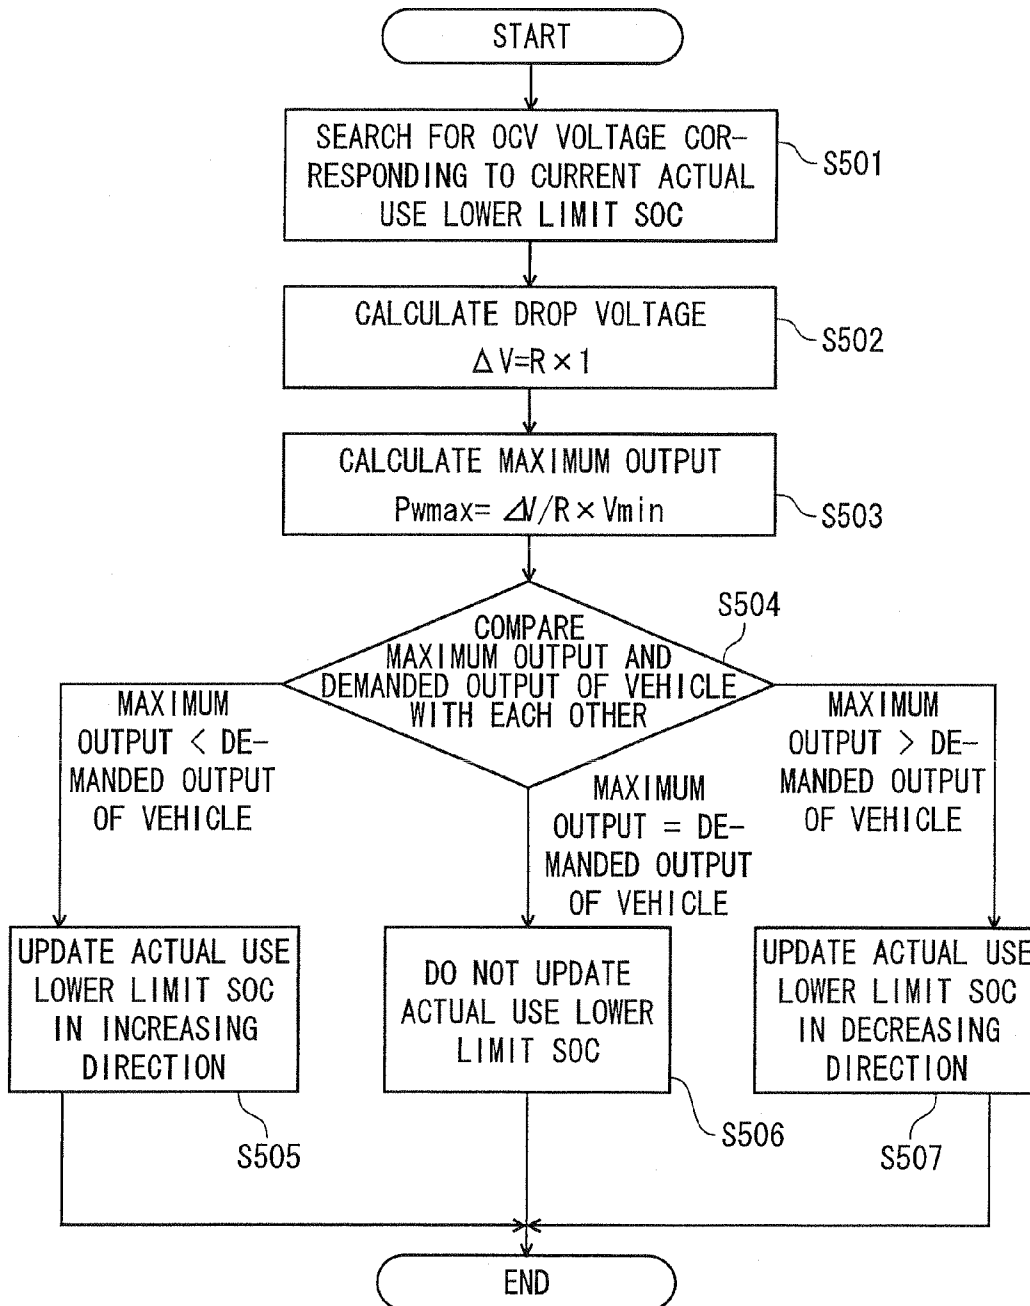 START
SEARCH FOR OCV VOLTAGE COR-
RESPONDING TO CURRENT ACTUAL
USE LOWER LIMIT SOC
S501
CALCULATE DROP VOLTAGE
ΔV=R×1
S502
CALCULATE MAXIMUM OUTPUT
Pwmax= ΔV/R×Vmin
S503
S504
COMPARE
MAXIMUM OUTPUT AND
DEMANDED OUTPUT OF VEHICLE
WITH EACH OTHER
MAXIMUM
OUTPUT < DE-
MANDED OUTPUT
OF VEHICLE
MAXIMUM
OUTPUT = DE-
MANDED OUTPUT
OF VEHICLE
MAXIMUM
OUTPUT > DE-
MANDED OUTPUT
OF VEHICLE
UPDATE ACTUAL USE
LOWER LIMIT SOC
IN INCREASING
DIRECTION
S505
DO NOT UPDATE
ACTUAL USE LOWER
LIMIT SOC
S506
UPDATE ACTUAL USE
LOWER LIMIT SOC
IN DECREASING
DIRECTION
S507
END